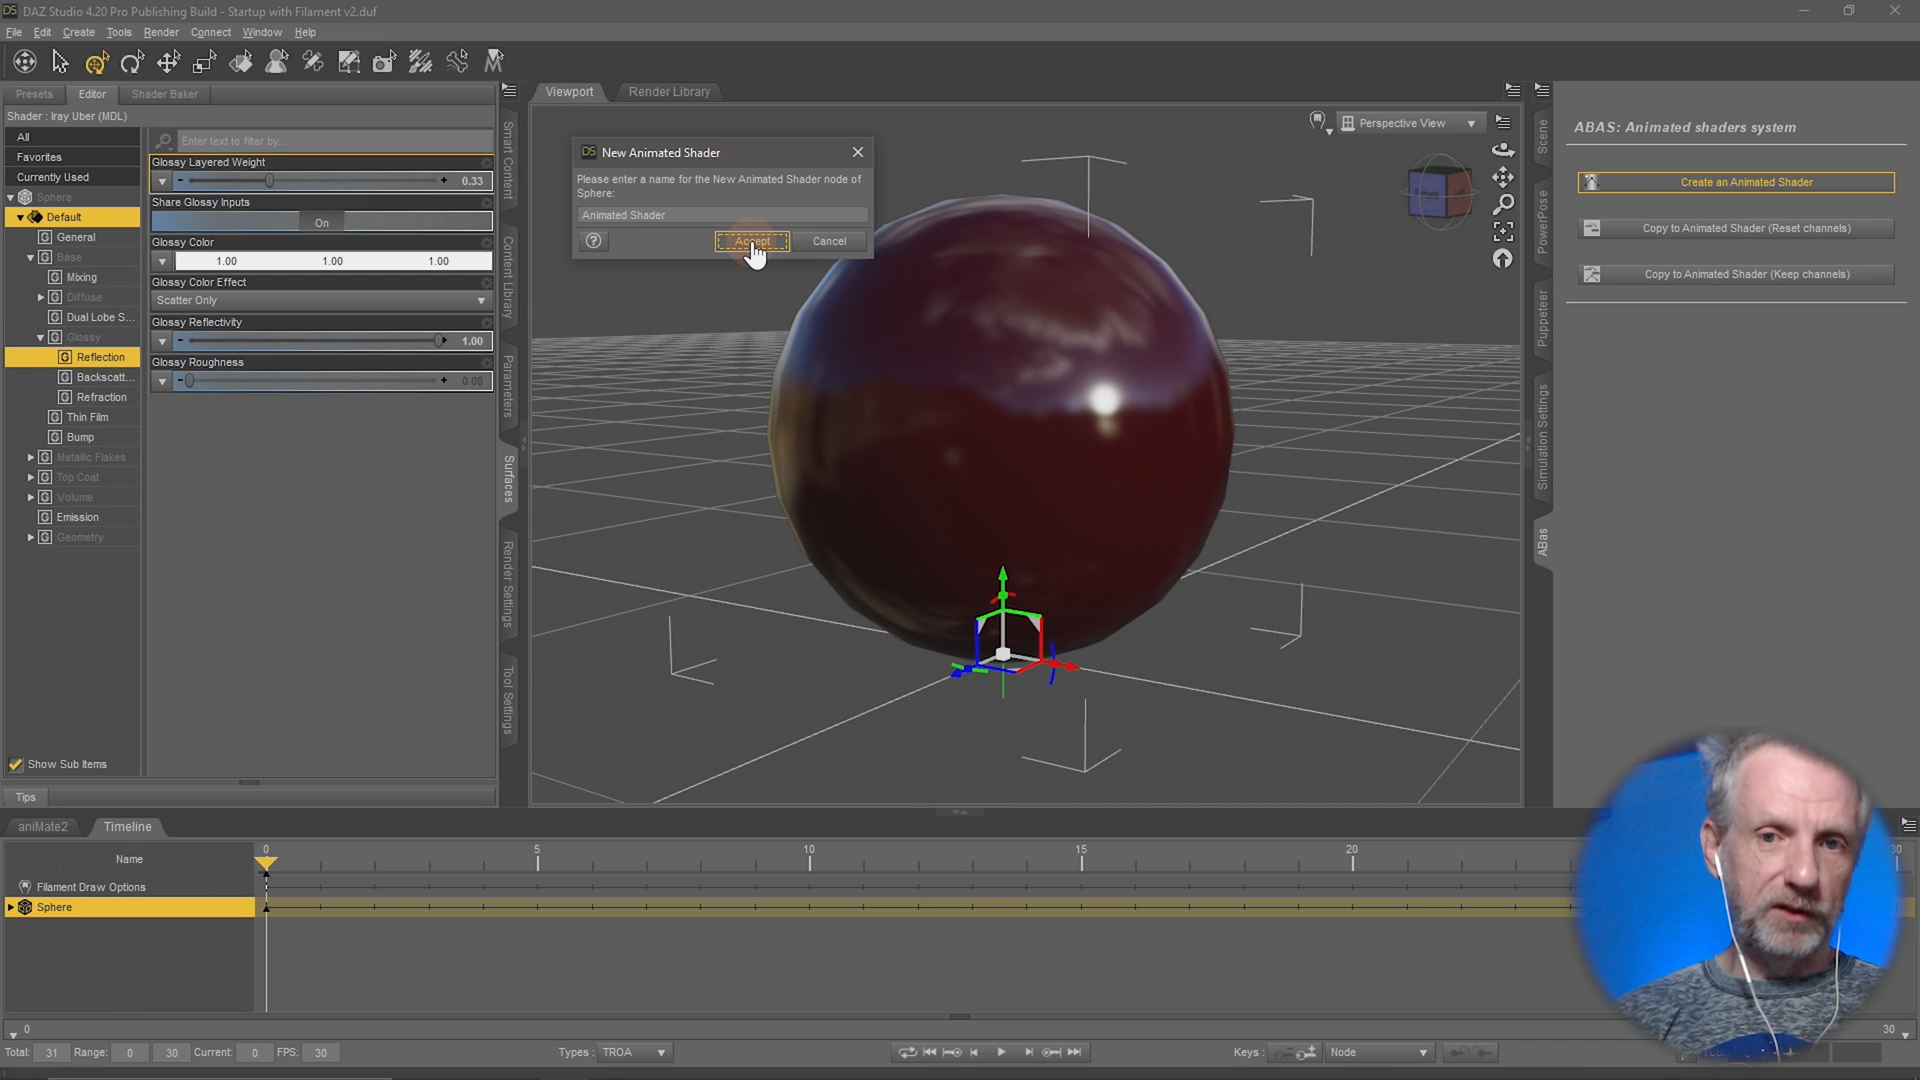 DAZ Studio 4.20 Pro Publishing Build - Startup with Filament v2.duf
File Edit Create Tools Render Connect Window Help
Presets Editor Shader Baker
Shader : Iray Uber (MDL)
All
Favorites
Currently Used
Sphere
Default
General
Base
Mixing
Diffuse
Dual Lobe S...
Glossy
Reflection
Backscatt...
Refraction
Thin Film
Bump
Metallic Flakes
Top Coat
Volume
Emission
Geometry
Show Sub Items
Tips
Enter text to filter by...
Glossy Layered Weight
0.33
Share Glossy Inputs
On
Glossy Color
1.00 1.00 1.00
Glossy Color Effect
Scatter Only
Glossy Reflectivity
1.00
Glossy Roughness
0.00
Smart Content
Content Library
Parameters
Surfaces
Render Settings
Tool Settings
Viewport Render Library
Perspective View
New Animated Shader
Please enter a name for the New Animated Shader node of
Sphere:
Animated Shader
Accept Cancel
Scene
PowerPose
Puppeteer
Simulation Settings
ABas
ABAS: Animated shaders system
Create an Animated Shader
Copy to Animated Shader (Reset channels)
Copy to Animated Shader (Keep channels)
aniMate2 Timeline
Name
0 5 10 15 20 30
Filament Draw Options
Sphere
0 30
Total: 31 Range: 0 30 Current: 0 FPS: 30
Types : TROA
Keys : Node